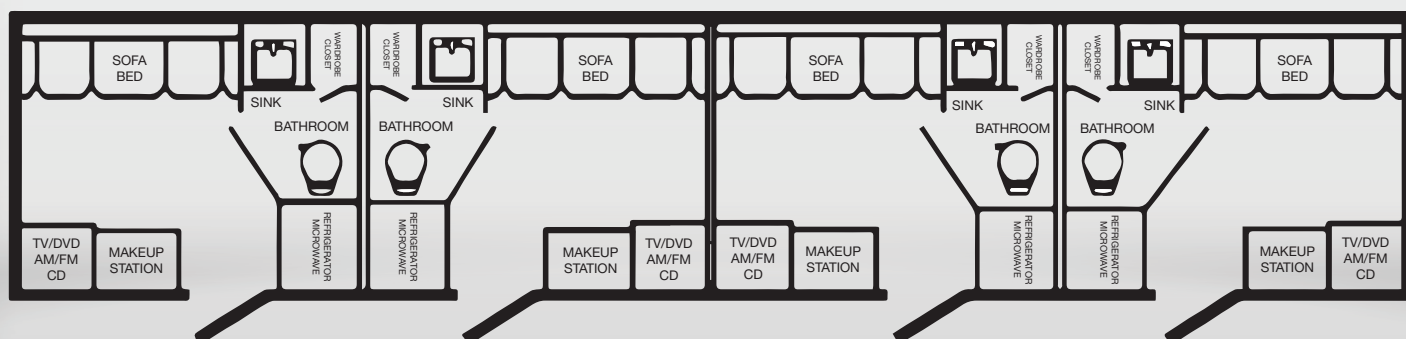 SOFA
BED
SINK
WARDROBE
CLOSET
BATHROOM
REFRIGERATOR
MICROWAVE
TV/DVD
AM/FM
CD
MAKEUP
STATION
WARDROBE
CLOSET
SINK
SOFA
BED
BATHROOM
REFRIGERATOR
MICROWAVE
MAKEUP
STATION
TV/DVD
AM/FM
CD
SOFA
BED
SINK
WARDROBE
CLOSET
BATHROOM
REFRIGERATOR
MICROWAVE
TV/DVD
AM/FM
CD
MAKEUP
STATION
WARDROBE
CLOSET
SINK
SOFA
BED
BATHROOM
REFRIGERATOR
MICROWAVE
MAKEUP
STATION
TV/DVD
AM/FM
CD